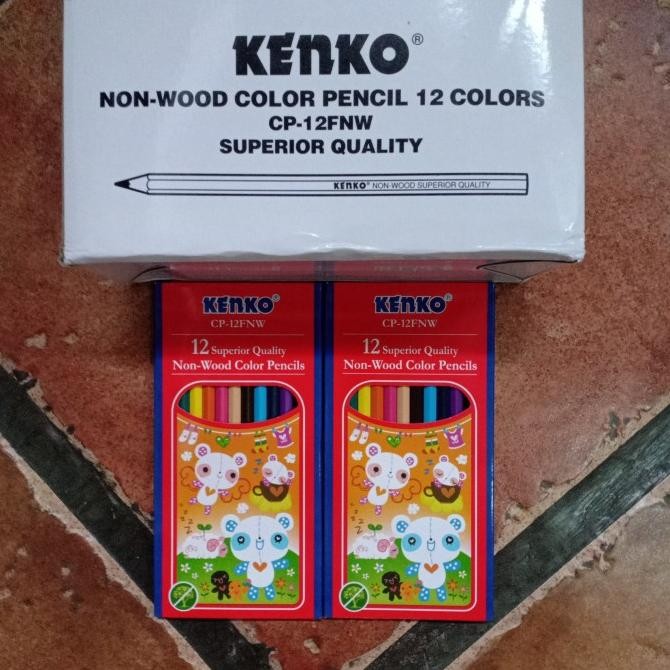 KENKO®
NON-WOOD COLOR PENCIL 12 COLORS
CP-12FNW
SUPERIOR QUALITY
KENKO® NON-WOOD SUPERIOR QUALITY
KENKO®
CP-12FNW
12 Superior Quality
Non-Wood Color Pencils
z z z
KENKO®
CP-12FNW
12 Superior Quality
Non-Wood Color Pencils
z z z